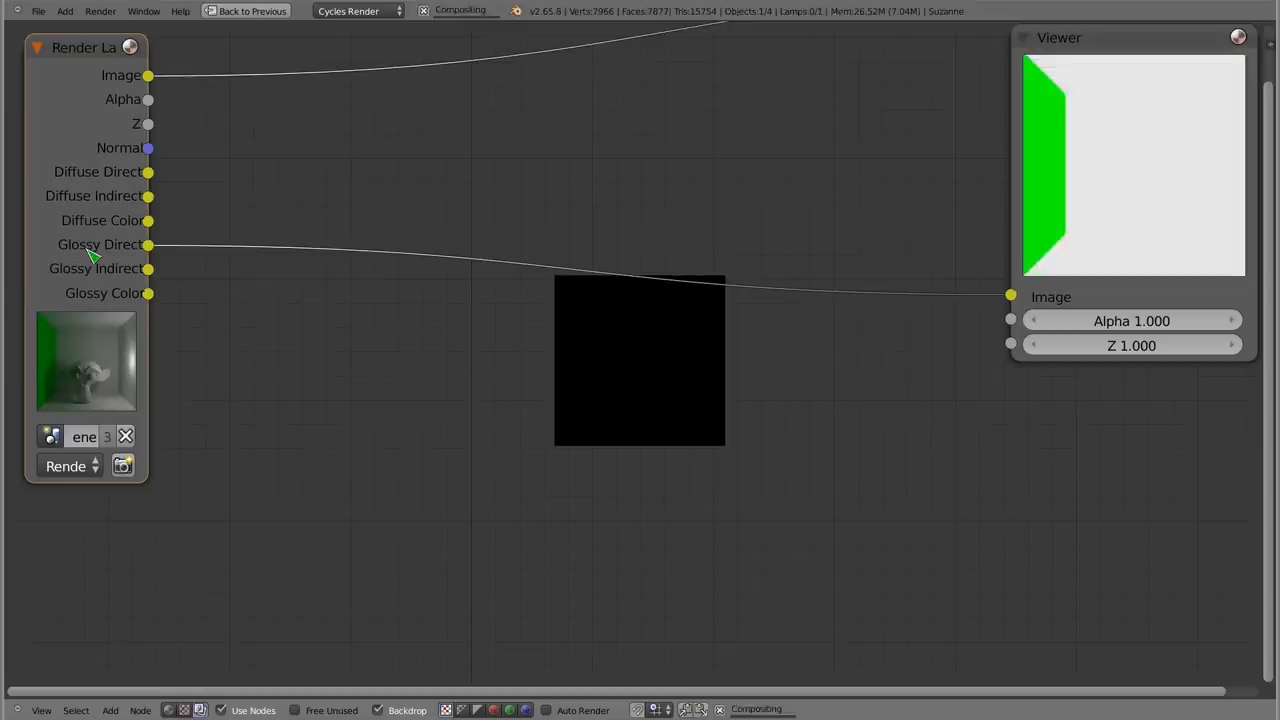 File Add Render Window Help Back to Previous Cycles Render Compositing v2.65.8 | Verts:7966 | Faces:7877| Tris:15754 | Objects:1/4 | Lamps:0/1 | Mem:26.52M (7.04M) | Suzanne
Render La
Image
Alpha
Z
Normal
Diffuse Direct
Diffuse Indirect
Diffuse Color
Glossy Direct
Glossy Indirect
Glossy Color
ene 3
Rende
Viewer
Image
Alpha 1.000
Z 1.000
View Select Add Node Use Nodes Free Unused Backdrop Auto Render Compositing